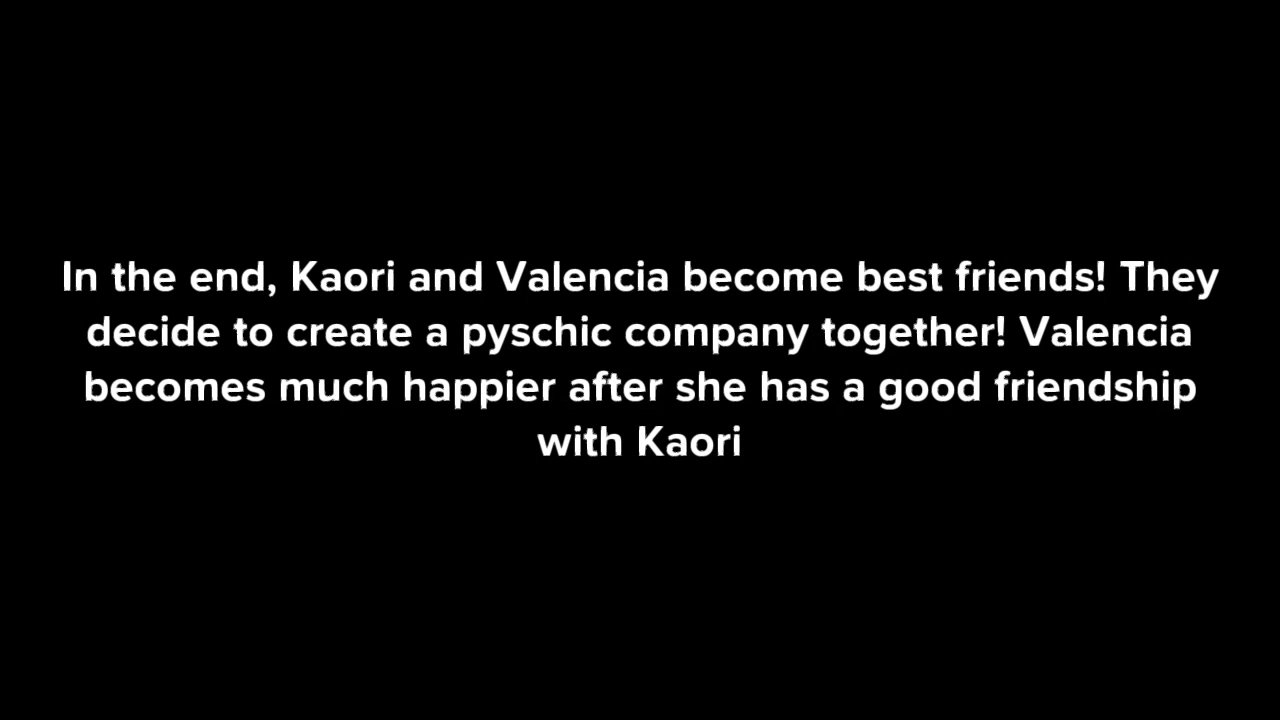 In the end, Kaori and Valencia become best friends! They
decide to create a pyschic company together! Valencia
becomes much happier after she has a good friendship
with Kaori